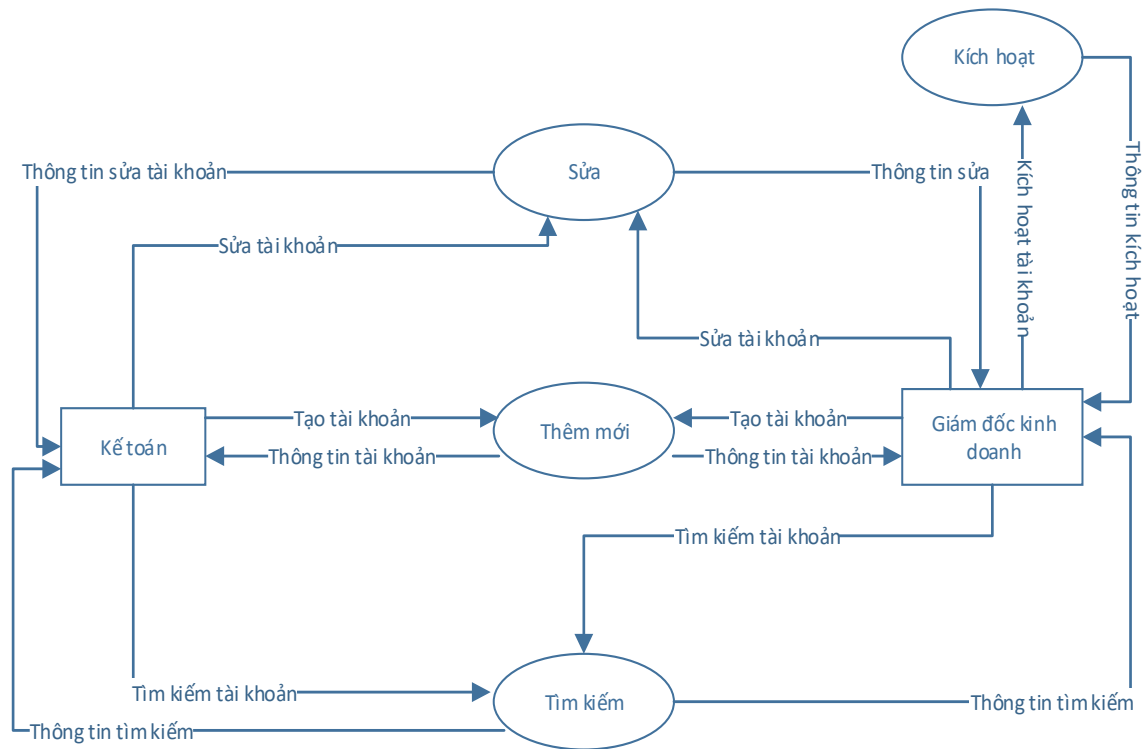 Kích hoạt
Thông tin sửa tài khoản
Sửa
Thông tin sửa
Kích hoạt tài khoản
Thông tin kích hoạt
Sửa tài khoản
Sửa tài khoản
Kế toán
Tạo tài khoản
Thông tin tài khoản
Thêm mới
Tạo tài khoản
Thông tin tài khoản
Giám đốc kinh
doanh
Tìm kiếm tài khoản
Tìm kiếm tài khoản
Tìm kiếm
Thông tin tìm kiếm
Thông tin tìm kiếm